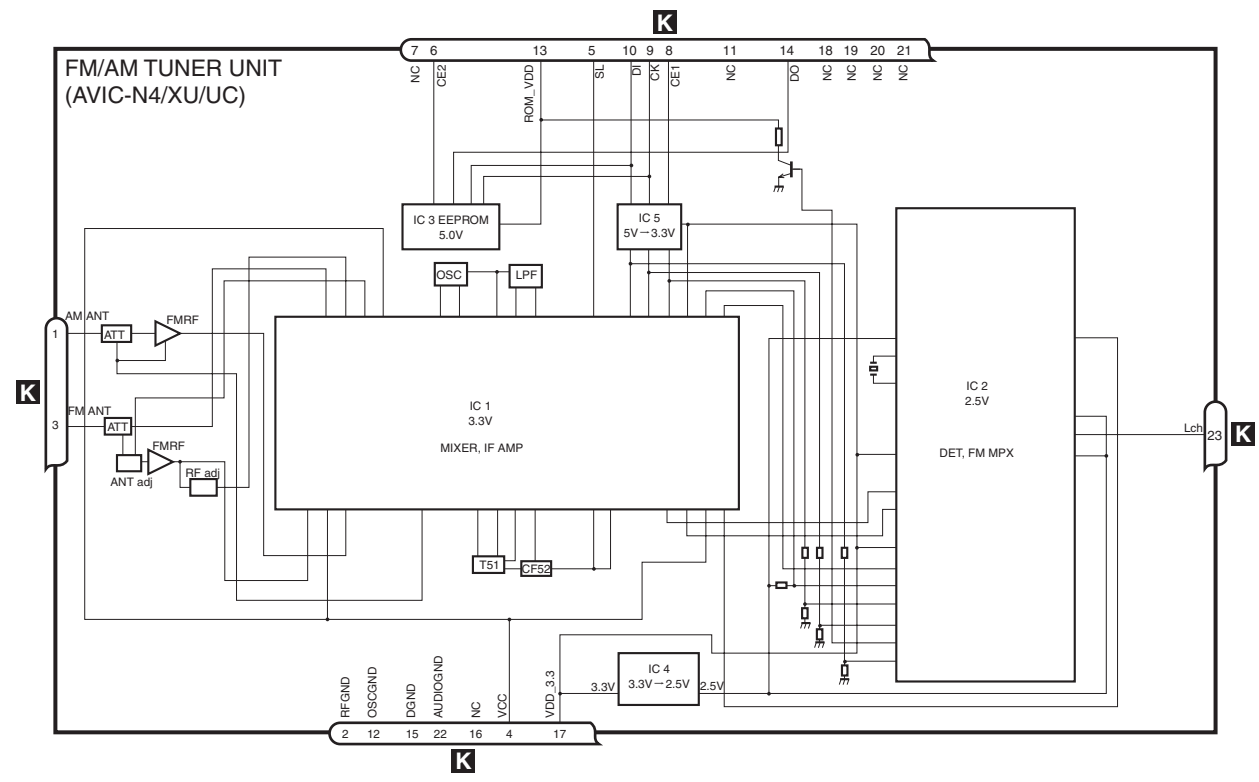 K
7 6 13 5 10 9 8 11 14 18 19 20 21
FM/AM TUNER UNIT
(AVIC-N4/XU/UC)
NC
CE2
ROM_VDD
SL
DI
CK
CE1
NC
DO
NC
NC
NC
NC
IC 3 EEPROM
5.0V
IC 5
5V→3.3V
OSC
LPF
AM ANT
1
ATT
FMRF
K
FM ANT
3
ATT
FMRF
ANT adj
RF adj
IC 1
3.3V
MIXER, IF AMP
IC 2
2.5V
DET, FM MPX
Lch
23
K
T51
CF52
IC 4
3.3V→2.5V
3.3V
2.5V
RFGND
OSCGND
DGND
AUDIOGND
NC
VCC
VDD_3.3
2 12 15 22 16 4 17
K